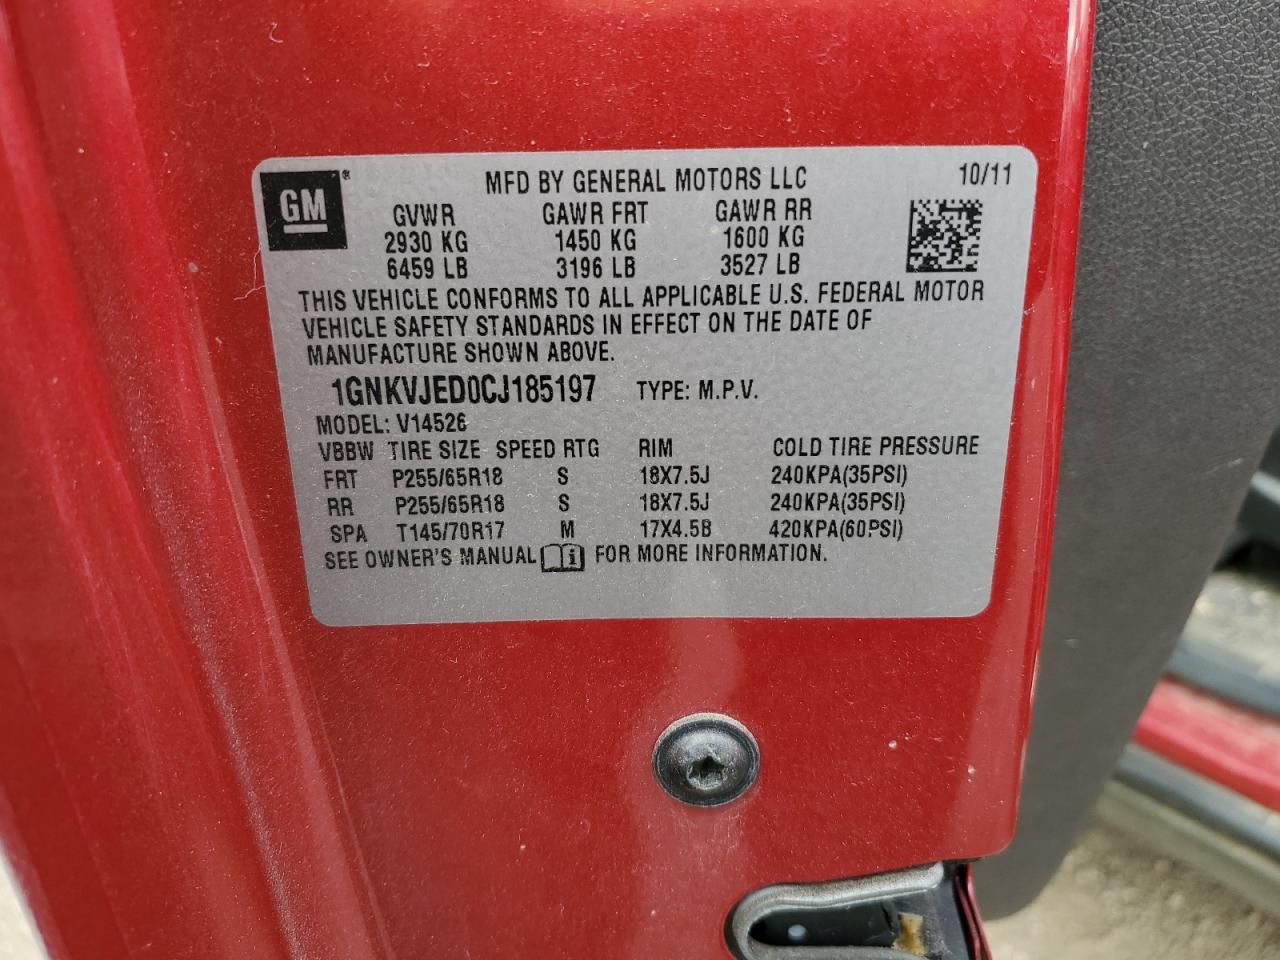 GM® MFD BY GENERAL MOTORS LLC 10/11
GVWR GAWR FRT GAWR RR
2930 KG 1450 KG 1600 KG
6459 LB 3196 LB 3527 LB
THIS VEHICLE CONFORMS TO ALL APPLICABLE U.S. FEDERAL MOTOR
VEHICLE SAFETY STANDARDS IN EFFECT ON THE DATE OF
MANUFACTURE SHOWN ABOVE.
1GNKVJED0CJ185197 TYPE: M.P.V.
MODEL: V14526
VBBW TIRE SIZE SPEED RTG RIM COLD TIRE PRESSURE
FRT P255/65R18 S 18X7.5J 240KPA(35PSI)
RR P255/65R18 S 18X7.5J 240KPA(35PSI)
SPA T145/70R17 M 17X4.5B 420KPA(60PSI)
SEE OWNER'S MANUAL i FOR MORE INFORMATION.